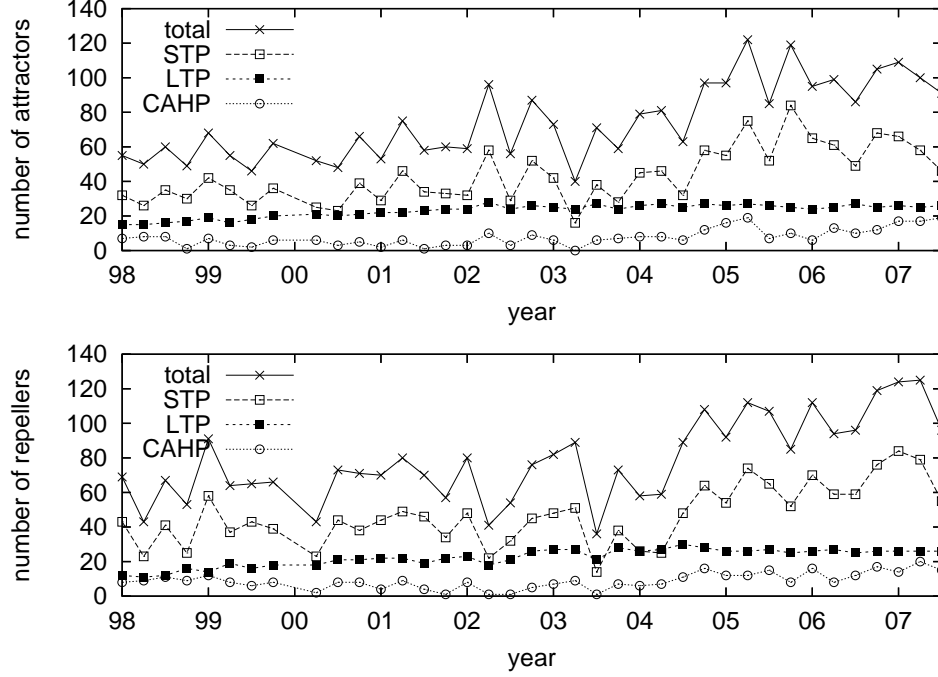 number of attractors
140
120
100
80
60
40
20
0
total
STP
LTP
CAHP
98 99 00 01 02 03 04 05 06 07
year
number of repellers
140
120
100
80
60
40
20
0
total
STP
LTP
CAHP
98 99 00 01 02 03 04 05 06 07
year